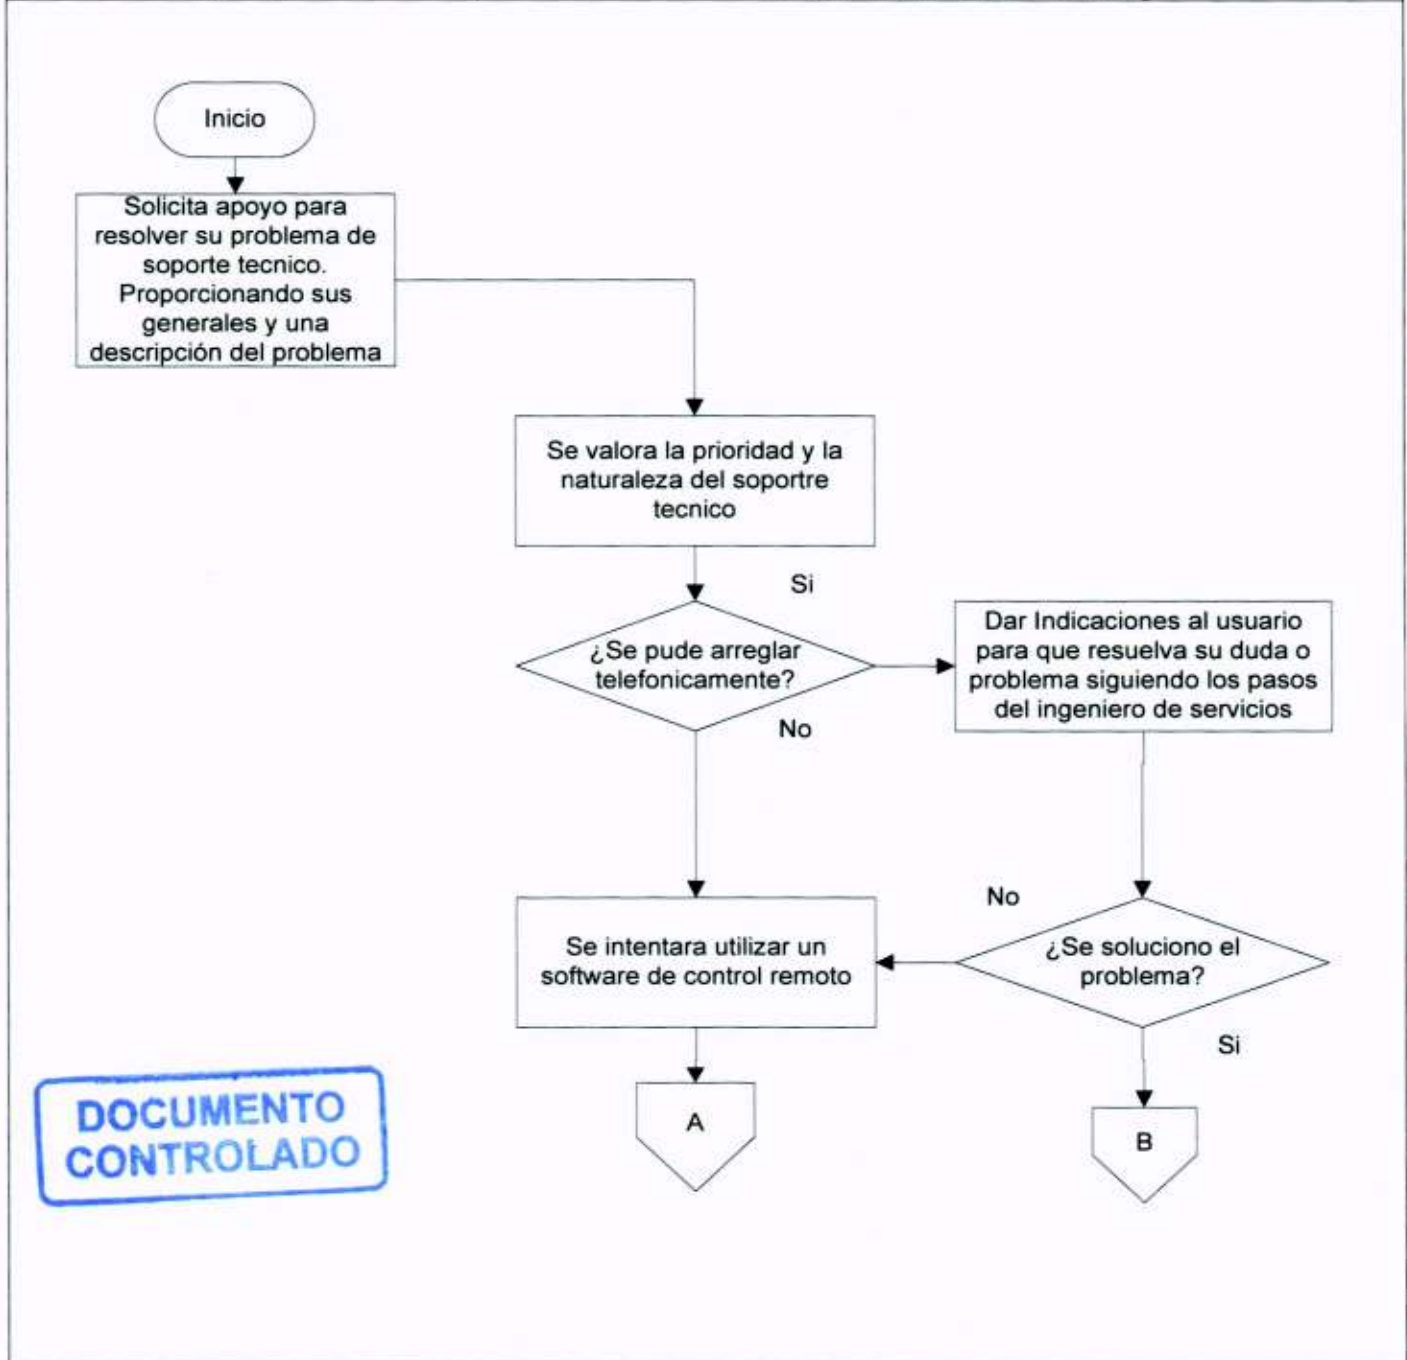 Inicio
Solicita apoyo para
resolver su problema de
soporte tecnico.
Proporcionando sus
generales y una
descripción del problema
Se valora la prioridad y la
naturaleza del soportre
tecnico
Si
¿Se pude arreglar
telefonicamente?
No
Dar Indicaciones al usuario
para que resuelva su duda o
problema siguiendo los pasos
del ingeniero de servicios
No
¿Se soluciono el
problema?
Si
Se intentara utilizar un
software de control remoto
A
B
DOCUMENTO
CONTROLADO